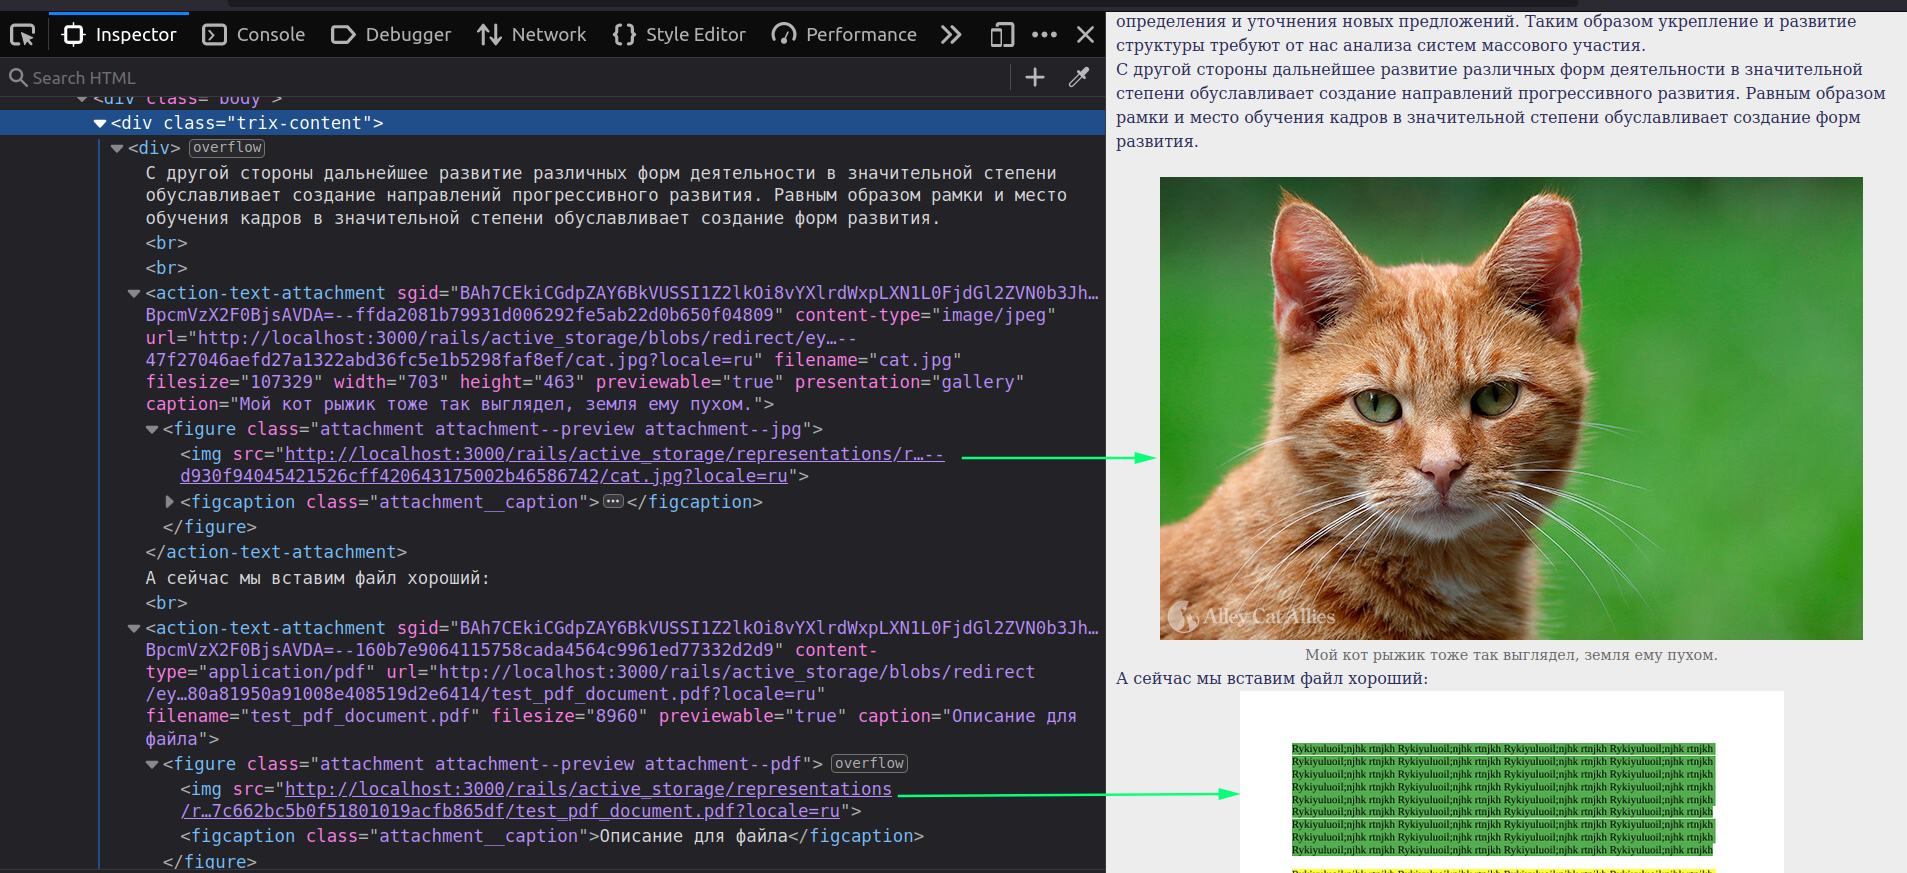 Inspector
Console
Debugger
Network
Style Editor
Performance
Search HTML
<div class="body">
<div class="trix-content">
<div> overflow
С другой стороны дальнейшее развитие различных форм деятельности в значительной степени
обуславливает создание направлений прогрессивного развития. Равным образом рамки и место
обучения кадров в значительной степени обуславливает создание форм развития.
<br>
<br>
<action-text-attachment sgid="BAh7CEkiCGdpZAY6BkVUSSI1Z2lkOi8vYXlrdWxpLXN1L0FjdGl2ZVN0b3Jh…
BpcmVzX2F0BjsAVDA=--ffda2081b79931d006292fe5ab22d0b650f04809" content-type="image/jpeg"
url="http://localhost:3000/rails/active_storage/blobs/redirect/ey…--
47f27046aefd27a1322abd36fc5e1b5298faf8ef/cat.jpg?locale=ru" filename="cat.jpg"
filesize="107329" width="703" height="463" previewable="true" presentation="gallery"
caption="Мой кот рыжик тоже так выглядел, земля ему пухом.">
<figure class="attachment attachment--preview attachment--jpg">
<img src="http://localhost:3000/rails/active_storage/representations/r…--
d930f94045421526cff420643175002b46586742/cat.jpg?locale=ru">
<figcaption class="attachment__caption">…</figcaption>
</figure>
</action-text-attachment>
А сейчас мы вставим файл хороший:
<br>
<action-text-attachment sgid="BAh7CEkiCGdpZAY6BkVUSSI1Z2lkOi8vYXlrdWxpLXN1L0FjdGl2ZVN0b3Jh…
BpcmVzX2F0BjsAVDA=--160b7e9064115758cada4564c9961ed77332d2d9" content-
type="application/pdf" url="http://localhost:3000/rails/active_storage/blobs/redirect
/ey…80a81950a91008e408519d2e6414/test_pdf_document.pdf?locale=ru"
filename="test_pdf_document.pdf" filesize="8960" previewable="true" caption="Описание для
файла">
<figure class="attachment attachment--preview attachment--pdf"> overflow
<img src="http://localhost:3000/rails/active_storage/representations
/r…7c662bc5b0f51801019acfb865df/test_pdf_document.pdf?locale=ru">
<figcaption class="attachment__caption">Описание для файла</figcaption>
</figure>
определения и уточнения новых предложений. Таким образом укрепление и развитие
структуры требуют от нас анализа систем массового участия.
С другой стороны дальнейшее развитие различных форм деятельности в значительной
степени обуславливает создание направлений прогрессивного развития. Равным образом
рамки и место обучения кадров в значительной степени обуславливает создание форм
развития.
Alley Cat Allies
Мой кот рыжик тоже так выглядел, земля ему пухом.
А сейчас мы вставим файл хороший:
Rykiyuluoil;njhk rtnjkh Rykiyuluoil;njhk rtnjkh Rykiyuluoil;njhk rtnjkh Rykiyuluoil;njhk rtnjkh
Rykiyuluoil;njhk rtnjkh Rykiyuluoil;njhk rtnjkh Rykiyuluoil;njhk rtnjkh Rykiyuluoil;njhk rtnjkh
Rykiyuluoil;njhk rtnjkh Rykiyuluoil;njhk rtnjkh Rykiyuluoil;njhk rtnjkh Rykiyuluoil;njhk rtnjkh
Rykiyuluoil;njhk rtnjkh Rykiyuluoil;njhk rtnjkh Rykiyuluoil;njhk rtnjkh Rykiyuluoil;njhk rtnjkh
Rykiyuluoil;njhk rtnjkh Rykiyuluoil;njhk rtnjkh Rykiyuluoil;njhk rtnjkh Rykiyuluoil;njhk rtnjkh
Rykiyuluoil;njhk rtnjkh Rykiyuluoil;njhk rtnjkh Rykiyuluoil;njhk rtnjkh Rykiyuluoil;njhk rtnjkh
Rykiyuluoil;njhk rtnjkh Rykiyuluoil;njhk rtnjkh Rykiyuluoil;njhk rtnjkh Rykiyuluoil;njhk rtnjkh
Rykiyuluoil;njhk rtnjkh Rykiyuluoil;njhk rtnjkh Rykiyuluoil;njhk rtnjkh Rykiyuluoil;njhk rtnjkh
Rykiyuluoil;njhk rtnjkh Rykiyuluoil;njhk rtnjkh Rykiyuluoil;njhk rtnjkh Rykiyuluoil;njhk rtnjkh